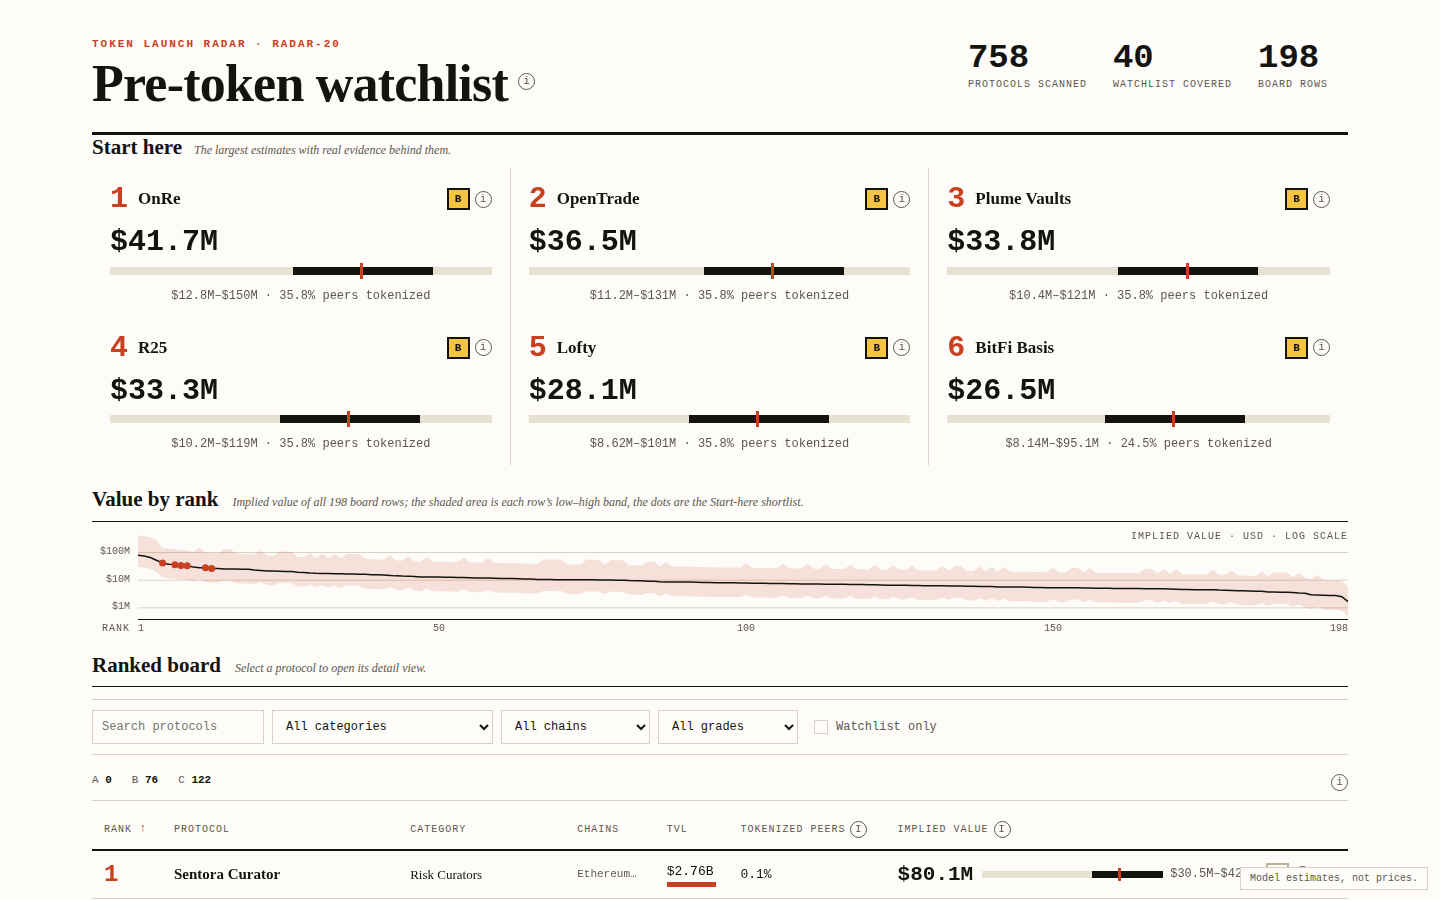 TOKEN LAUNCH RADAR · RADAR-20
Pre-token watchlist i
758 40 198
PROTOCOLS SCANNED WATCHLIST COVERED BOARD ROWS
Start here The largest estimates with real evidence behind them.
1 OnRe B i
$41.7M
$12.8M–$150M · 35.8% peers tokenized
2 OpenTrade B i
$36.5M
$11.2M–$131M · 35.8% peers tokenized
3 Plume Vaults B i
$33.8M
$10.4M–$121M · 35.8% peers tokenized
4 R25 B i
$33.3M
$10.2M–$119M · 35.8% peers tokenized
5 Lofty B i
$28.1M
$8.62M–$101M · 35.8% peers tokenized
6 BitFi Basis B i
$26.5M
$8.14M–$95.1M · 24.5% peers tokenized
Value by rank Implied value of all 198 board rows; the shaded area is each row’s low–high band, the dots are the Start-here shortlist.
IMPLIED VALUE · USD · LOG SCALE
$100M
$10M
$1M
RANK 1 50 100 150 198
Ranked board Select a protocol to open its detail view.
Search protocols All categories All chains All grades Watchlist only
A 0 B 76 C 122 i
RANK ↑ PROTOCOL CATEGORY CHAINS TVL TOKENIZED PEERS I IMPLIED VALUE I
1 Sentora Curator Risk Curators Ethereum… $2.76B 0.1% $80.1M $30.5M–$42
Model estimates, not prices.